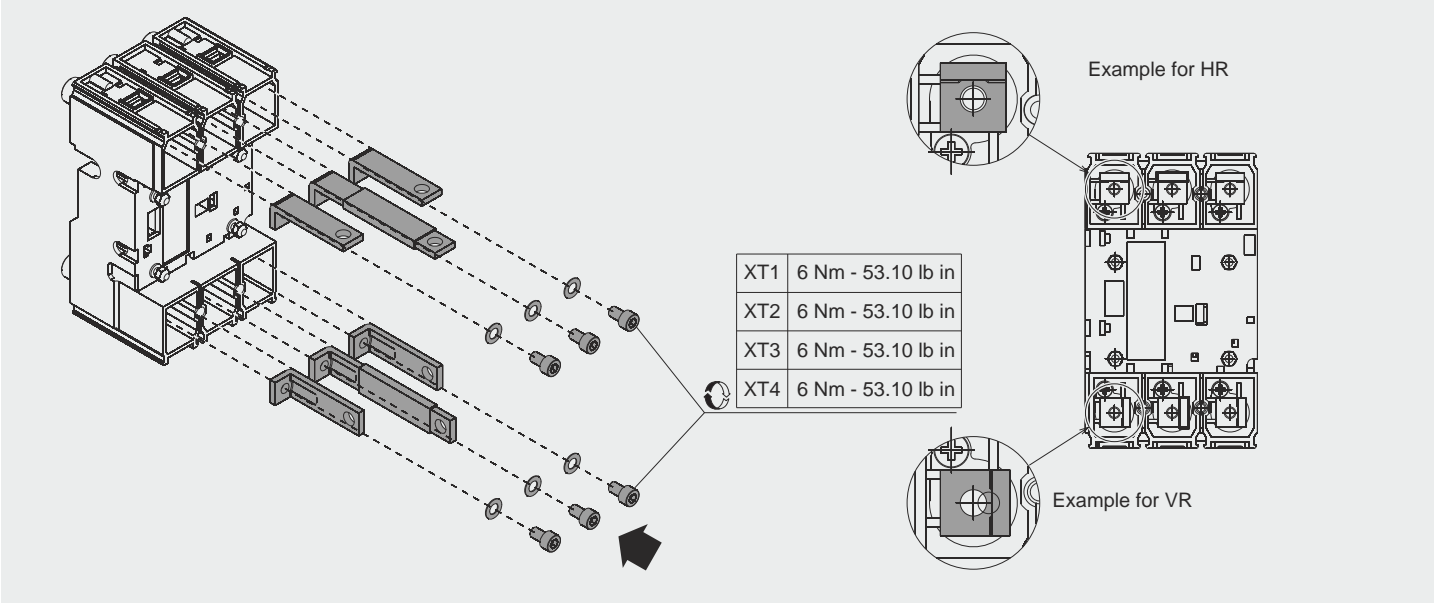 Example for HR
XT1 6 Nm - 53.10 lb in
XT2 6 Nm - 53.10 lb in
XT3 6 Nm - 53.10 lb in
XT4 6 Nm - 53.10 lb in
Example for VR